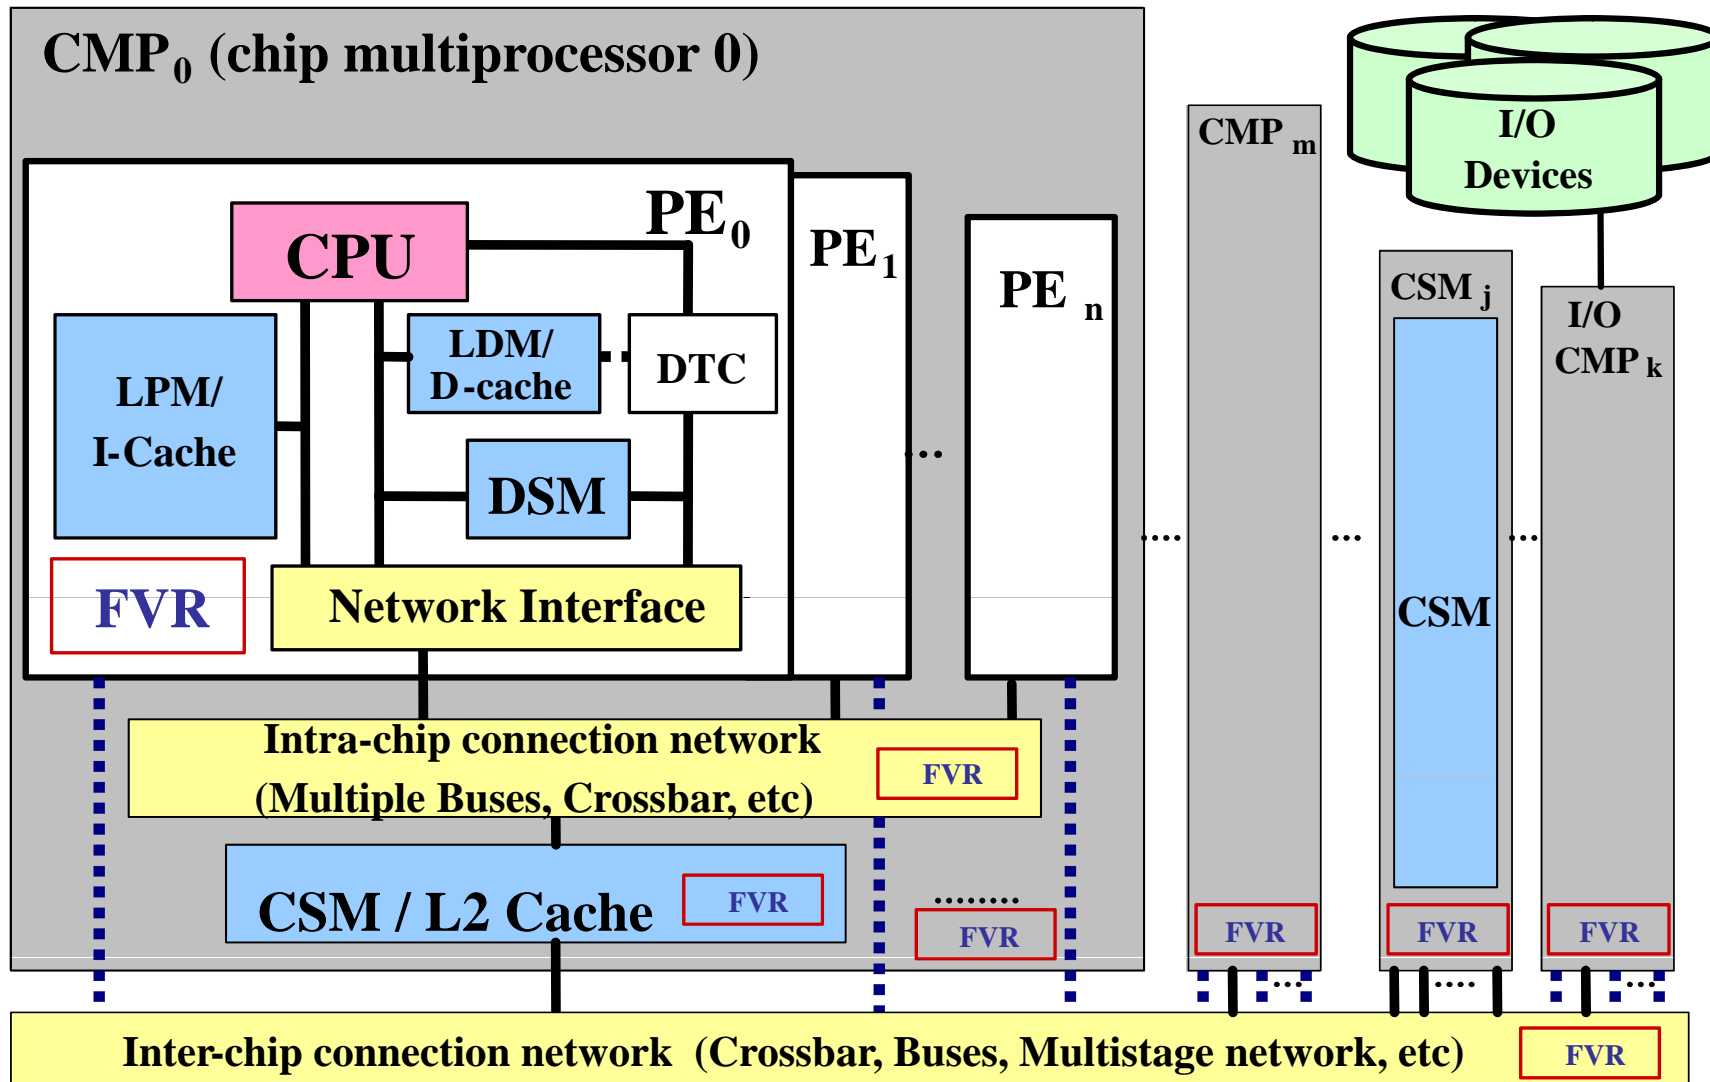 CMP0 (chip multiprocessor 0)
PE0
CPU
LPM/
I-Cache
LDM/
D-cache
DTC
DSM
FVR
Network Interface
PE1
...
PE n
Intra-chip connection network
(Multiple Buses, Crossbar, etc)
FVR
CSM / L2 Cache
FVR
........
FVR
....
CMP m
FVR
....
...
CSM j
CSM
FVR
....
....
I/O
Devices
I/O
CMP k
FVR
....
Inter-chip connection network (Crossbar, Buses, Multistage network, etc)
FVR